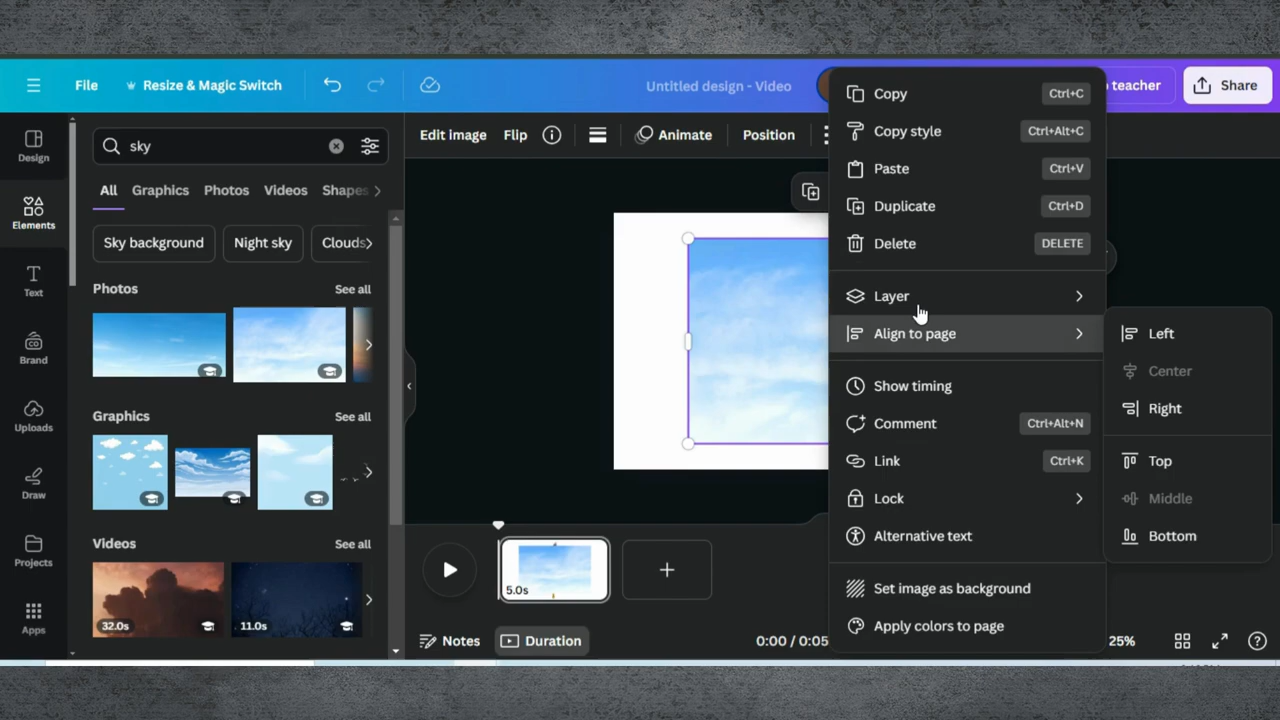 File
Resize & Magic Switch
Untitled design - Video
teacher
Share
Design
Elements
Text
Brand
Uploads
Draw
Projects
Apps
sky
All
Graphics
Photos
Videos
Shapes
Sky background
Night sky
Clouds
Photos
See all
Graphics
See all
Videos
See all
32.0s
11.0s
Edit image
Flip
Animate
Position
Copy Ctrl+C
Copy style Ctrl+Alt+C
Paste Ctrl+V
Duplicate Ctrl+D
Delete DELETE
Layer
Align to page
Show timing
Comment Ctrl+Alt+N
Link Ctrl+K
Lock
Alternative text
Set image as background
Apply colors to page
Left
Center
Right
Top
Middle
Bottom
5.0s
Notes
Duration
0:00 / 0:05
25%